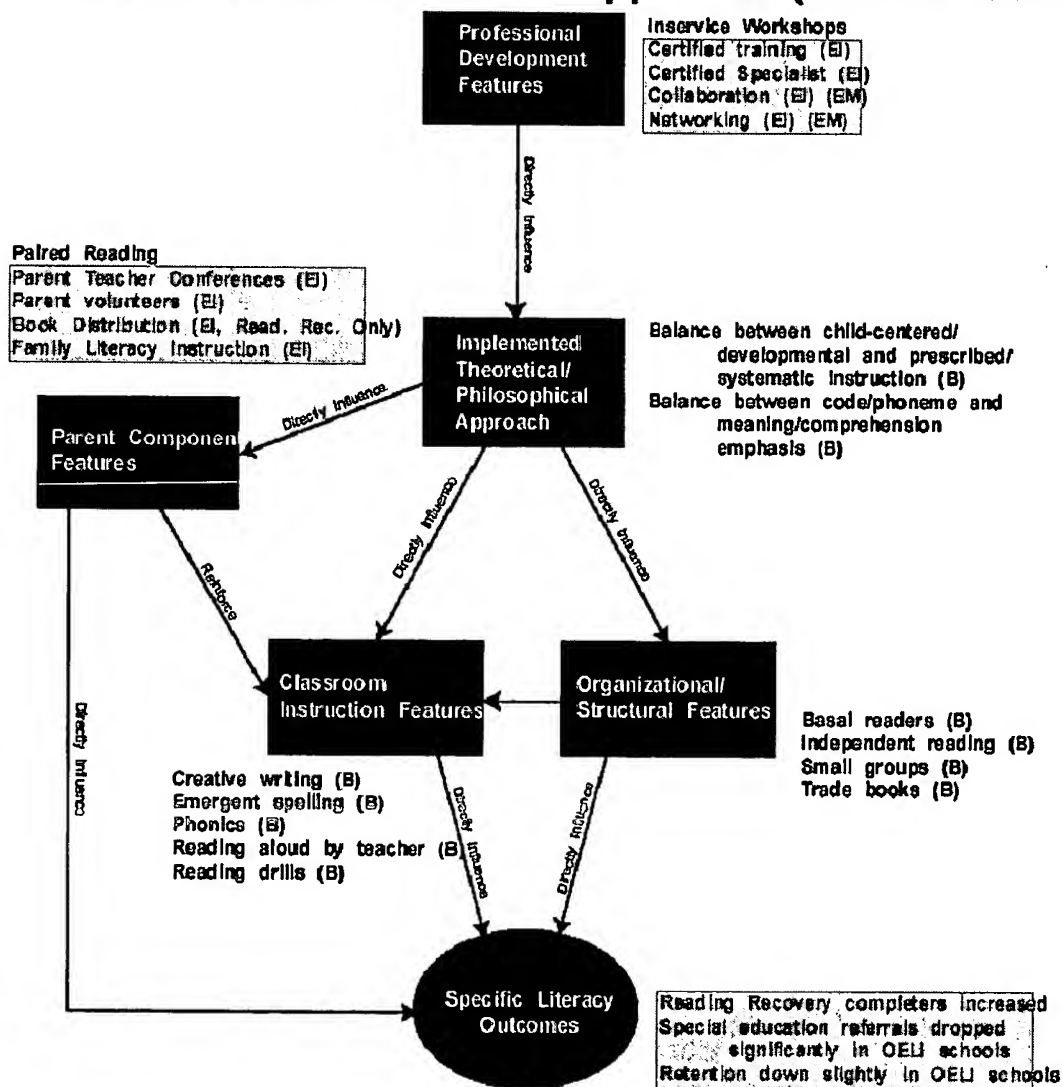 Professional
Development
Features
Inservice Workshops
Certified training (EI)
Certified Specialist (EI)
Collaboration (EI) (EM)
Networking (EI) (EM)
Directly Influence
Paired Reading
Parent Teacher Conferences (EI)
Parent volunteers (EI)
Book Distribution (EI, Read. Rec. Only)
Family Literacy Instruction (EI)
Implemented
Theoretical/
Philosophical
Approach
Balance between child-centered/
developmental and prescribed/
systematic instruction (B)
Balance between code/phoneme and
meaning/comprehension
emphasis (B)
Directly Influence
Parent Componen
Features
Directly Influence
Directly Influence
Reinforce
Directly Influence
Classroom
Instruction Features
Organizational/
Structural Features
Basal readers (B)
Independent reading (B)
Small groups (B)
Trade books (B)
Creative writing (B)
Emergent spelling (B)
Phonics (B)
Reading aloud by teacher (B)
Reading drills (B)
Directly Influence
Directly Influence
Specific Literacy
Outcomes
Reading Recovery completers increased
Special education referrals dropped
significantly in OELI schools
Retention down slightly in OELI schools